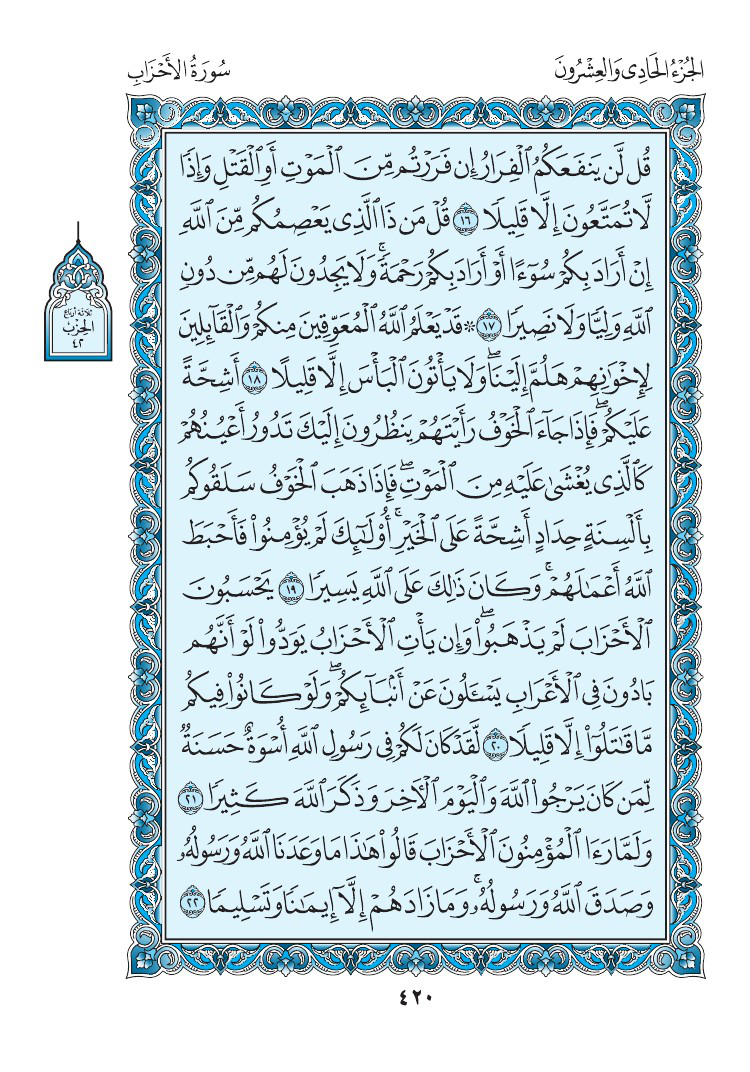 الجُزْءُ الحَادِى وَالعِشْرُونَ
سُورَةُ الأَحْزَابِ
قُل لَّن يَنفَعَكُمُ ٱلْفِرَارُ إِن فَرَرْتُم مِّنَ ٱلْمَوْتِ أَوِ ٱلْقَتْلِ وَإِذًا
لَّا تُمَتَّعُونَ إِلَّا قَلِيلًا ١٦ قُلْ مَن ذَا ٱلَّذِى يَعْصِمُكُم مِّنَ ٱللَّهِ
إِنْ أَرَادَ بِكُمْ سُوٓءًا أَوْ أَرَادَ بِكُمْ رَحْمَةً ۚ وَلَا يَجِدُونَ لَهُم مِّن دُونِ
ٱللَّهِ وَلِيًّا وَلَا نَصِيرًا ١٧ ۞ قَدْ يَعْلَمُ ٱللَّهُ ٱلْمُعَوِّقِينَ مِنكُمْ وَٱلْقَآئِلِينَ
لِإِخْوَٰنِهِمْ هَلُمَّ إِلَيْنَا ۖ وَلَا يَأْتُونَ ٱلْبَأْسَ إِلَّا قَلِيلًا ١٨ أَشِحَّةً
عَلَيْكُمْ ۖ فَإِذَا جَآءَ ٱلْخَوْفُ رَأَيْتَهُمْ يَنظُرُونَ إِلَيْكَ تَدُورُ أَعْيُنُهُمْ
كَٱلَّذِى يُغْشَىٰ عَلَيْهِ مِنَ ٱلْمَوْتِ ۖ فَإِذَا ذَهَبَ ٱلْخَوْفُ سَلَقُوكُم
بِأَلْسِنَةٍ حِدَادٍ أَشِحَّةً عَلَى ٱلْخَيْرِ ۚ أُو۟لَٰٓئِكَ لَمْ يُؤْمِنُوا۟ فَأَحْبَطَ
ٱللَّهُ أَعْمَٰلَهُمْ ۚ وَكَانَ ذَٰلِكَ عَلَى ٱللَّهِ يَسِيرًا ١٩ يَحْسَبُونَ
ٱلْأَحْزَابَ لَمْ يَذْهَبُوا۟ ۖ وَإِن يَأْتِ ٱلْأَحْزَابُ يَوَدُّوا۟ لَوْ أَنَّهُم
بَادُونَ فِى ٱلْأَعْرَابِ يَسْـَٔلُونَ عَنْ أَنۢبَآئِكُمْ ۖ وَلَوْ كَانُوا۟ فِيكُم
مَّا قَٰتَلُوٓا۟ إِلَّا قَلِيلًا ٢٠ لَّقَدْ كَانَ لَكُمْ فِى رَسُولِ ٱللَّهِ أُسْوَةٌ حَسَنَةٌ
لِّمَن كَانَ يَرْجُوا۟ ٱللَّهَ وَٱلْيَوْمَ ٱلْءَاخِرَ وَذَكَرَ ٱللَّهَ كَثِيرًا ٢١
وَلَمَّا رَءَا ٱلْمُؤْمِنُونَ ٱلْأَحْزَابَ قَالُوا۟ هَٰذَا مَا وَعَدَنَا ٱللَّهُ وَرَسُولُهُۥ
وَصَدَقَ ٱللَّهُ وَرَسُولُهُۥ ۚ وَمَا زَادَهُمْ إِلَّآ إِيمَٰنًا وَتَسْلِيمًا ٢٢
ثلاثة أرباع
الحِزْب
٤٢
٤٢٠